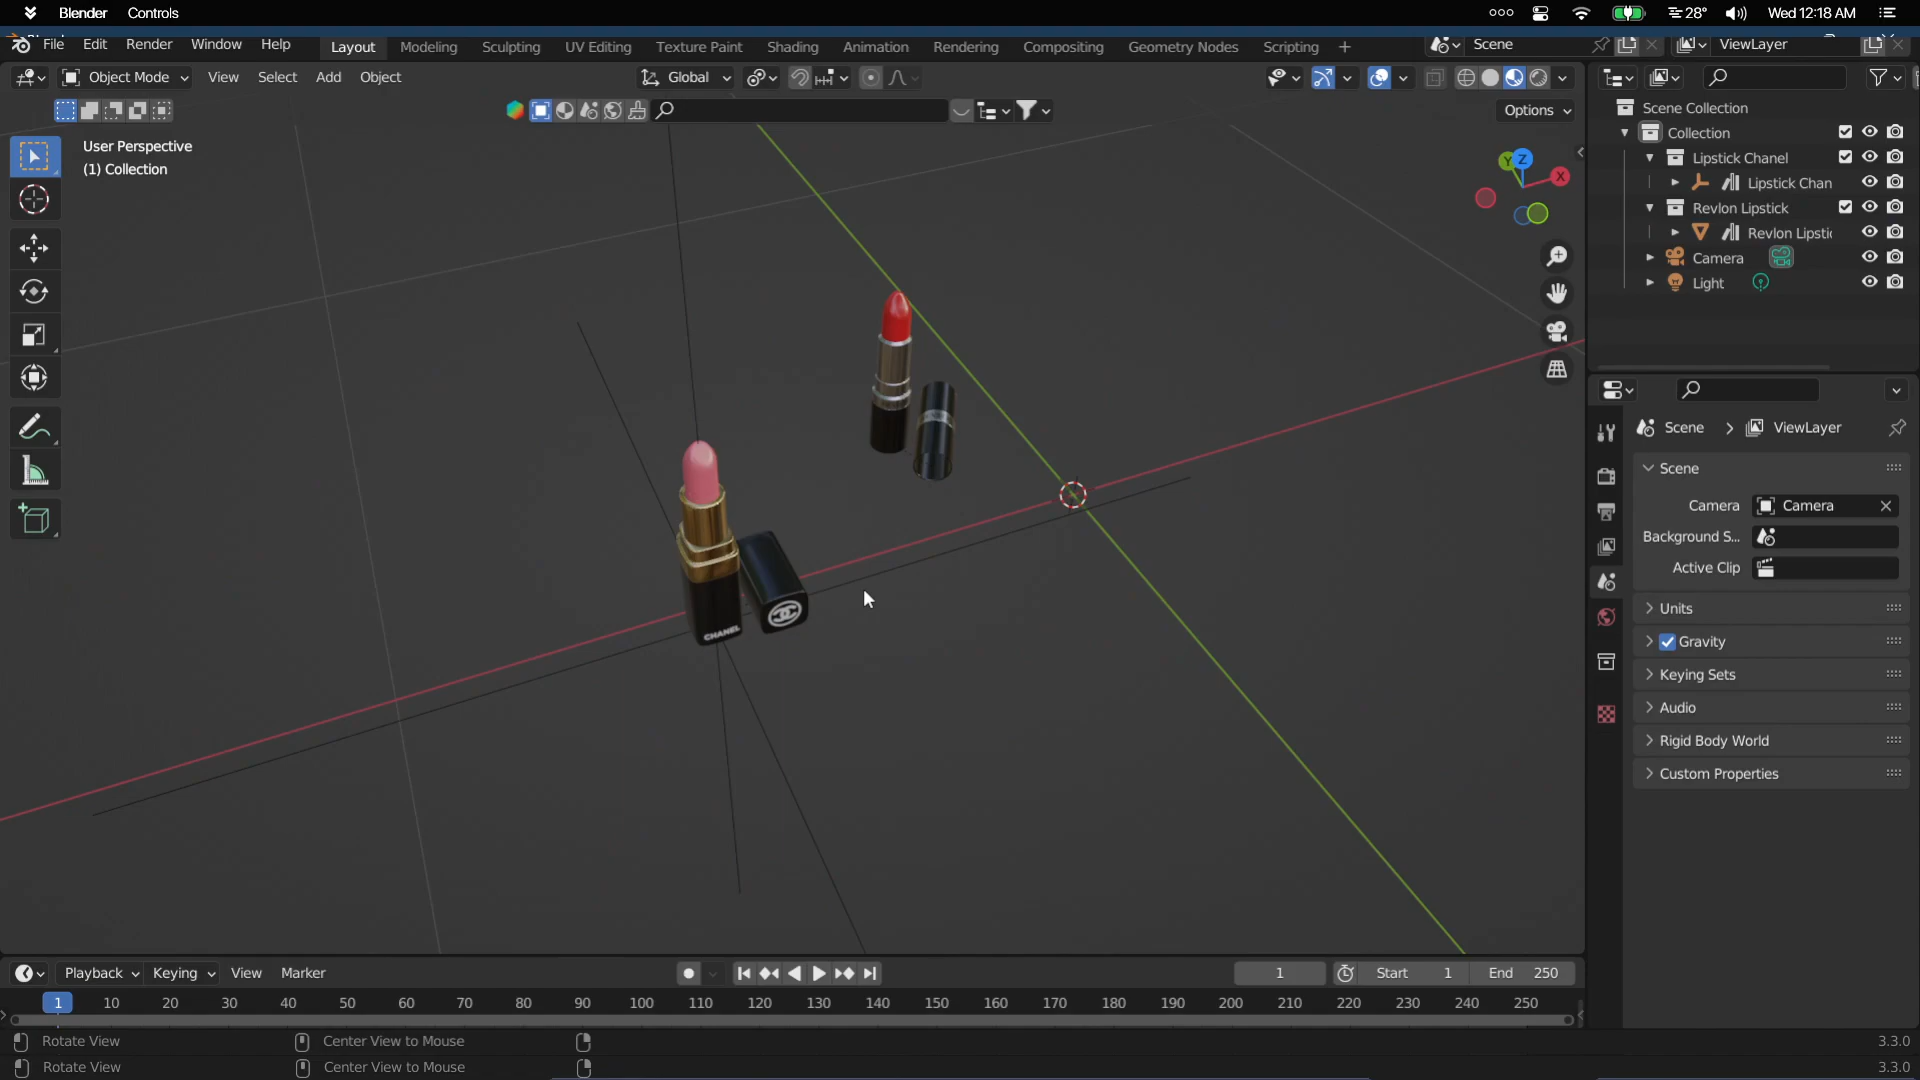 Blender Controls 28° Wed 12:18 AM
File Edit Render Window Help Layout Modeling Sculpting UV Editing Texture Paint Shading Animation Rendering Compositing Geometry Nodes Scripting + Scene ViewLayer
Object Mode View Select Add Object Global
Options
User Perspective
(1) Collection
Y Z X
Scene Collection
Collection
Lipstick Chanel
Lipstick Chan
Revlon Lipstick
Revlon Lipstic
Camera
Light
Scene > ViewLayer
Scene
Camera Camera
Background S...
Active Clip
Units
Gravity
Keying Sets
Audio
Rigid Body World
Custom Properties
CHANEL
Playback Keying View Marker 1 Start 1 End 250
1 10 20 30 40 50 60 70 80 90 100 110 120 130 140 150 160 170 180 190 200 210 220 230 240 250
Rotate View Center View to Mouse 3.3.0
Rotate View Center View to Mouse 3.3.0